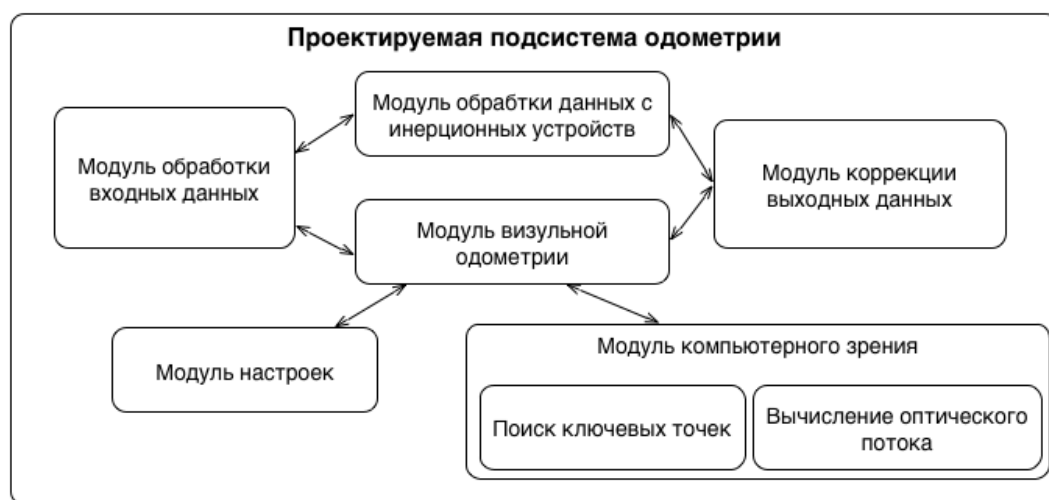 Проектируемая подсистема одометрии
Модуль обрабтки данных с
инерционных устройств
Модуль обработки
входных данных
Модуль коррекции
выходных данных
Модуль визульной
одометрии
Модуль настроек
Модуль компьютерного зрения
Поиск ключевых точек
Вычисление оптического
потока